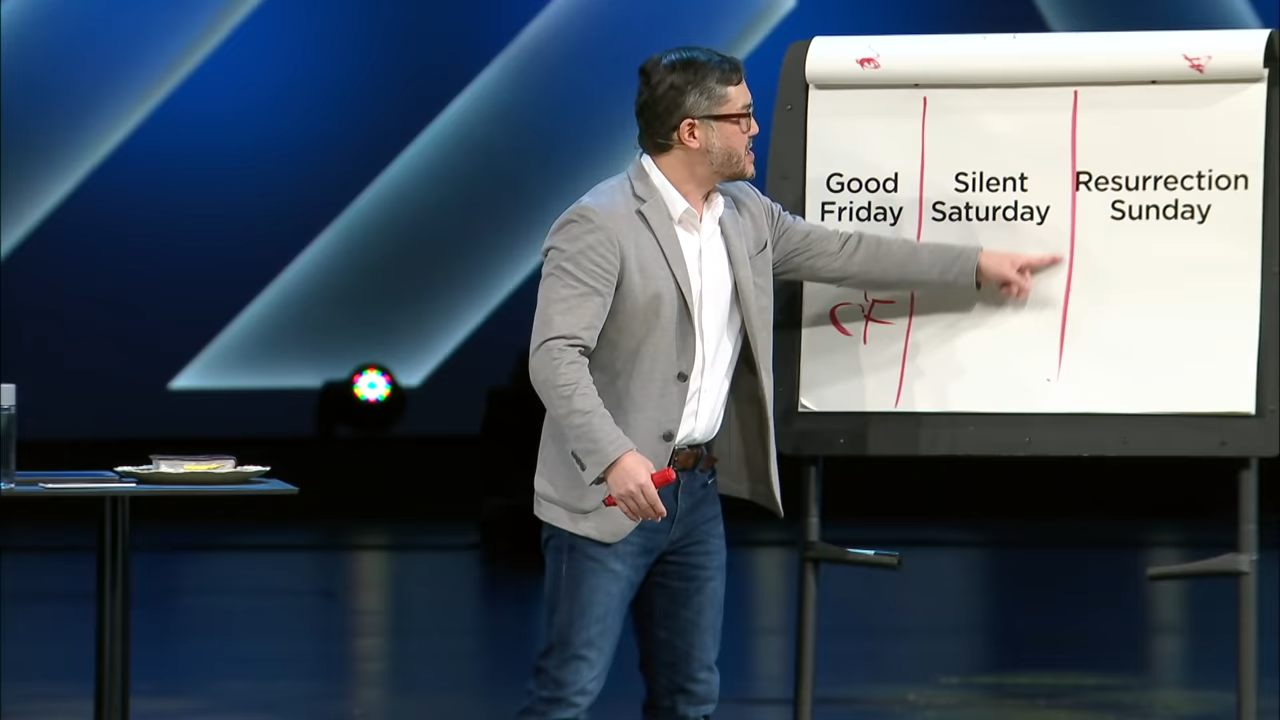 Good
Friday
Silent
Saturday
Resurrection
Sunday